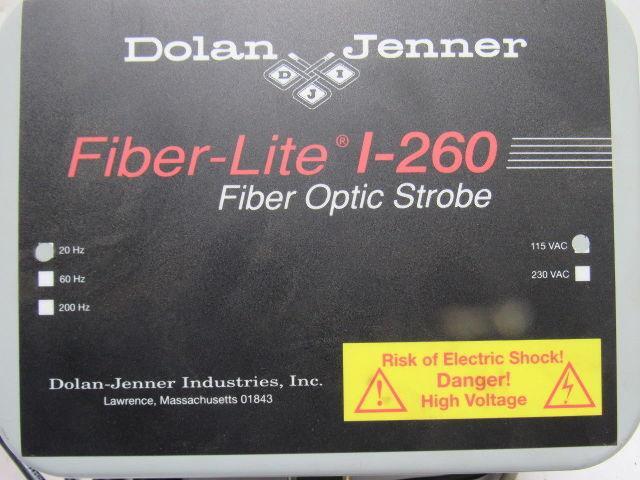 Dolan Jenner
D J I
Fiber-Lite® I-260
Fiber Optic Strobe
20 Hz
115 VAC
60 Hz
230 VAC
200 Hz
Risk of Electric Shock!
Danger!
High Voltage
Dolan-Jenner Industries, Inc.
Lawrence, Massachusetts 01843